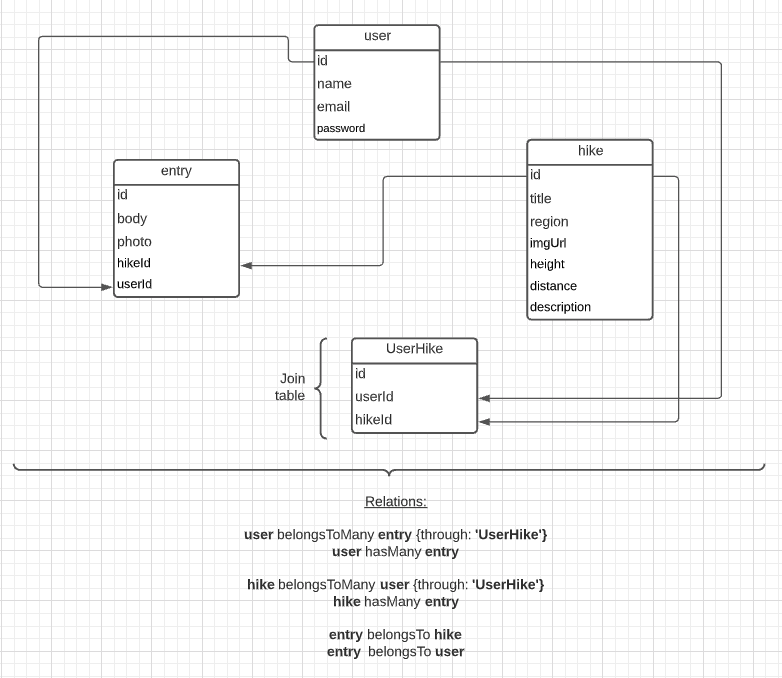 user
id
name
email
password
entry
id
body
photo
hikeId
userId
hike
id
title
region
imgUrl
height
distance
description
Join
table
UserHike
id
userId
hikeId
Relations:
user belongsToMany entry {through: 'UserHike'}
user hasMany entry
hike belongsToMany user {through: 'UserHike'}
hike hasMany entry
entry belongsTo hike
entry belongsTo user